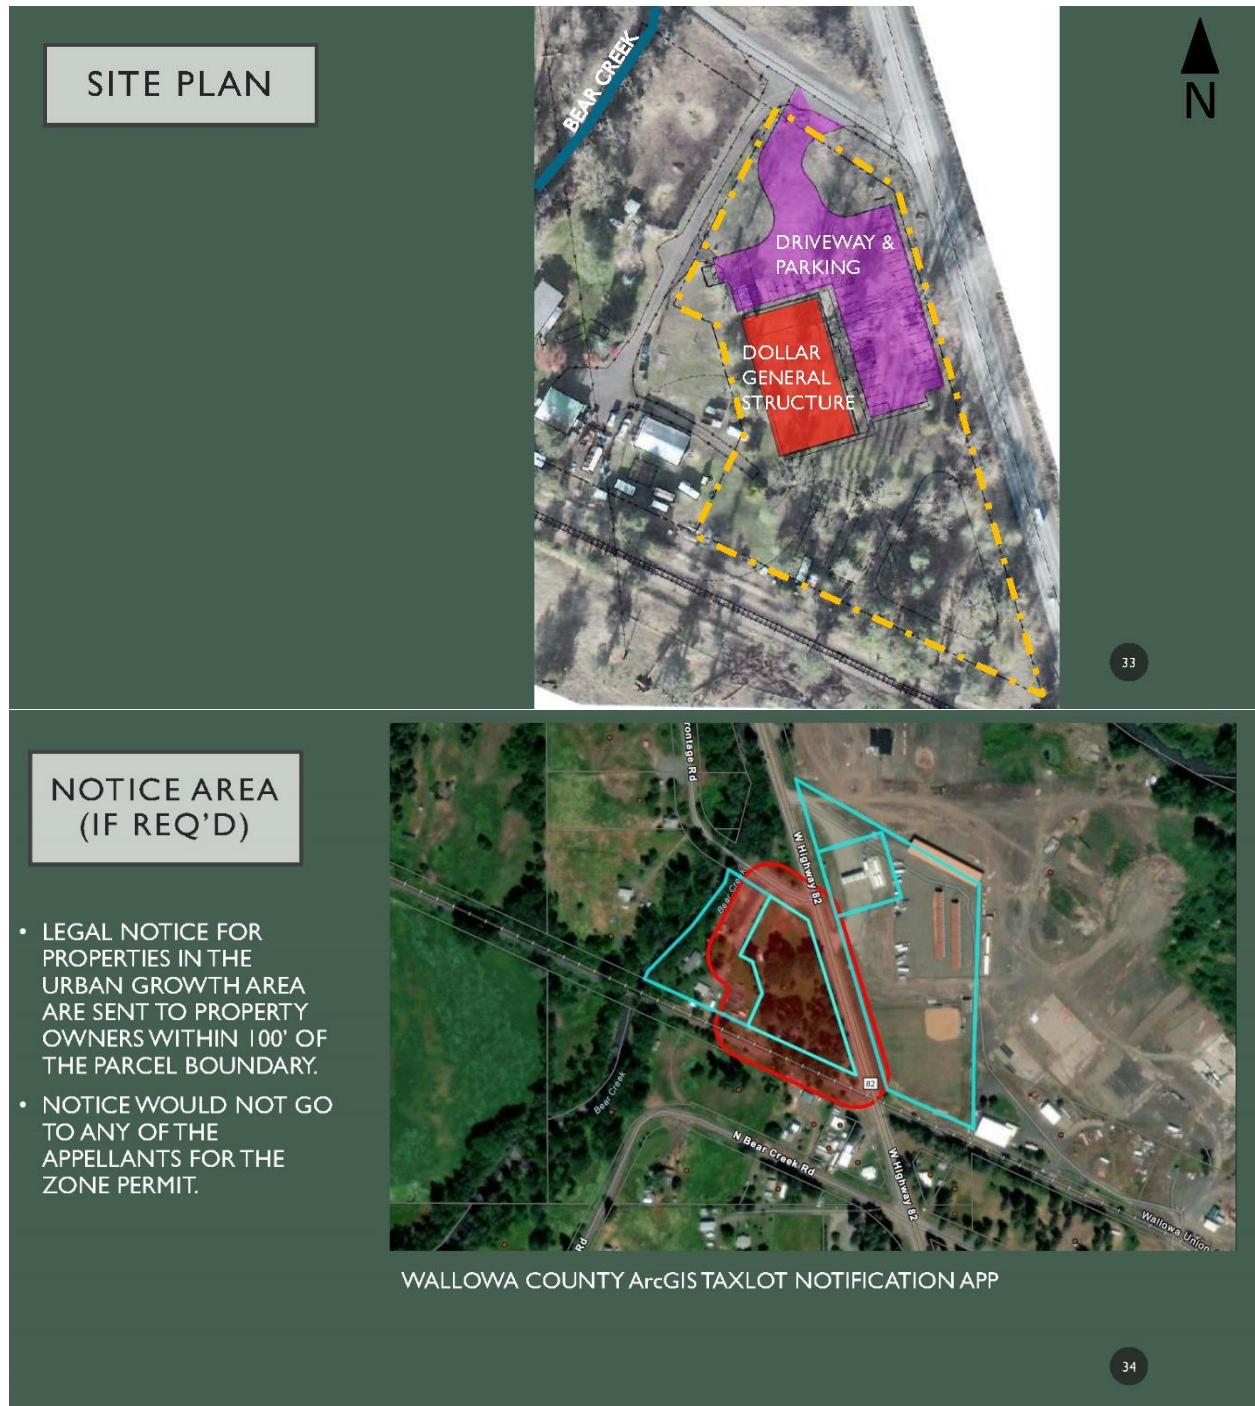 SITE PLAN
BEAR CREEK
N
DRIVEWAY &
PARKING
DOLLAR
GENERAL
STRUCTURE
33
NOTICE AREA
(IF REQ'D)
• LEGAL NOTICE FOR
PROPERTIES IN THE
URBAN GROWTH AREA
ARE SENT TO PROPERTY
OWNERS WITHIN 100' OF
THE PARCEL BOUNDARY.
• NOTICE WOULD NOT GO
TO ANY OF THE
APPELLANTS FOR THE
ZONE PERMIT.
rontage Rd
W Highway 82
Bear Creek
82
Bear Creek
N Bear Creek Rd
W Highway 82
Rd
Wallowa Union
WALLOWA COUNTY ArcGIS TAXLOT NOTIFICATION APP
34